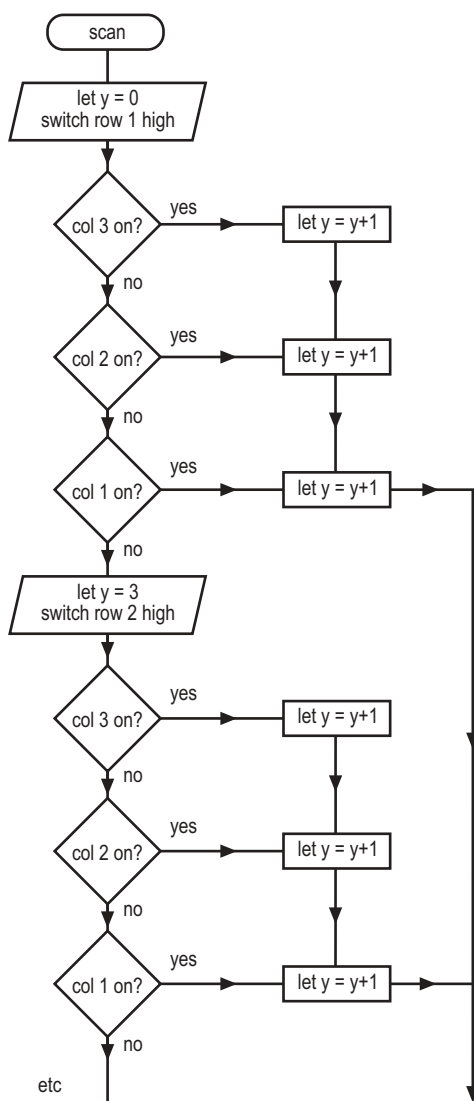 scan
let y = 0
switch row 1 high
col 3 on?
yes
let y = y+1
no
col 2 on?
yes
let y = y+1
no
col 1 on?
yes
let y = y+1
no
let y = 3
switch row 2 high
col 3 on?
yes
let y = y+1
no
col 2 on?
yes
let y = y+1
no
col 1 on?
yes
let y = y+1
no
etc